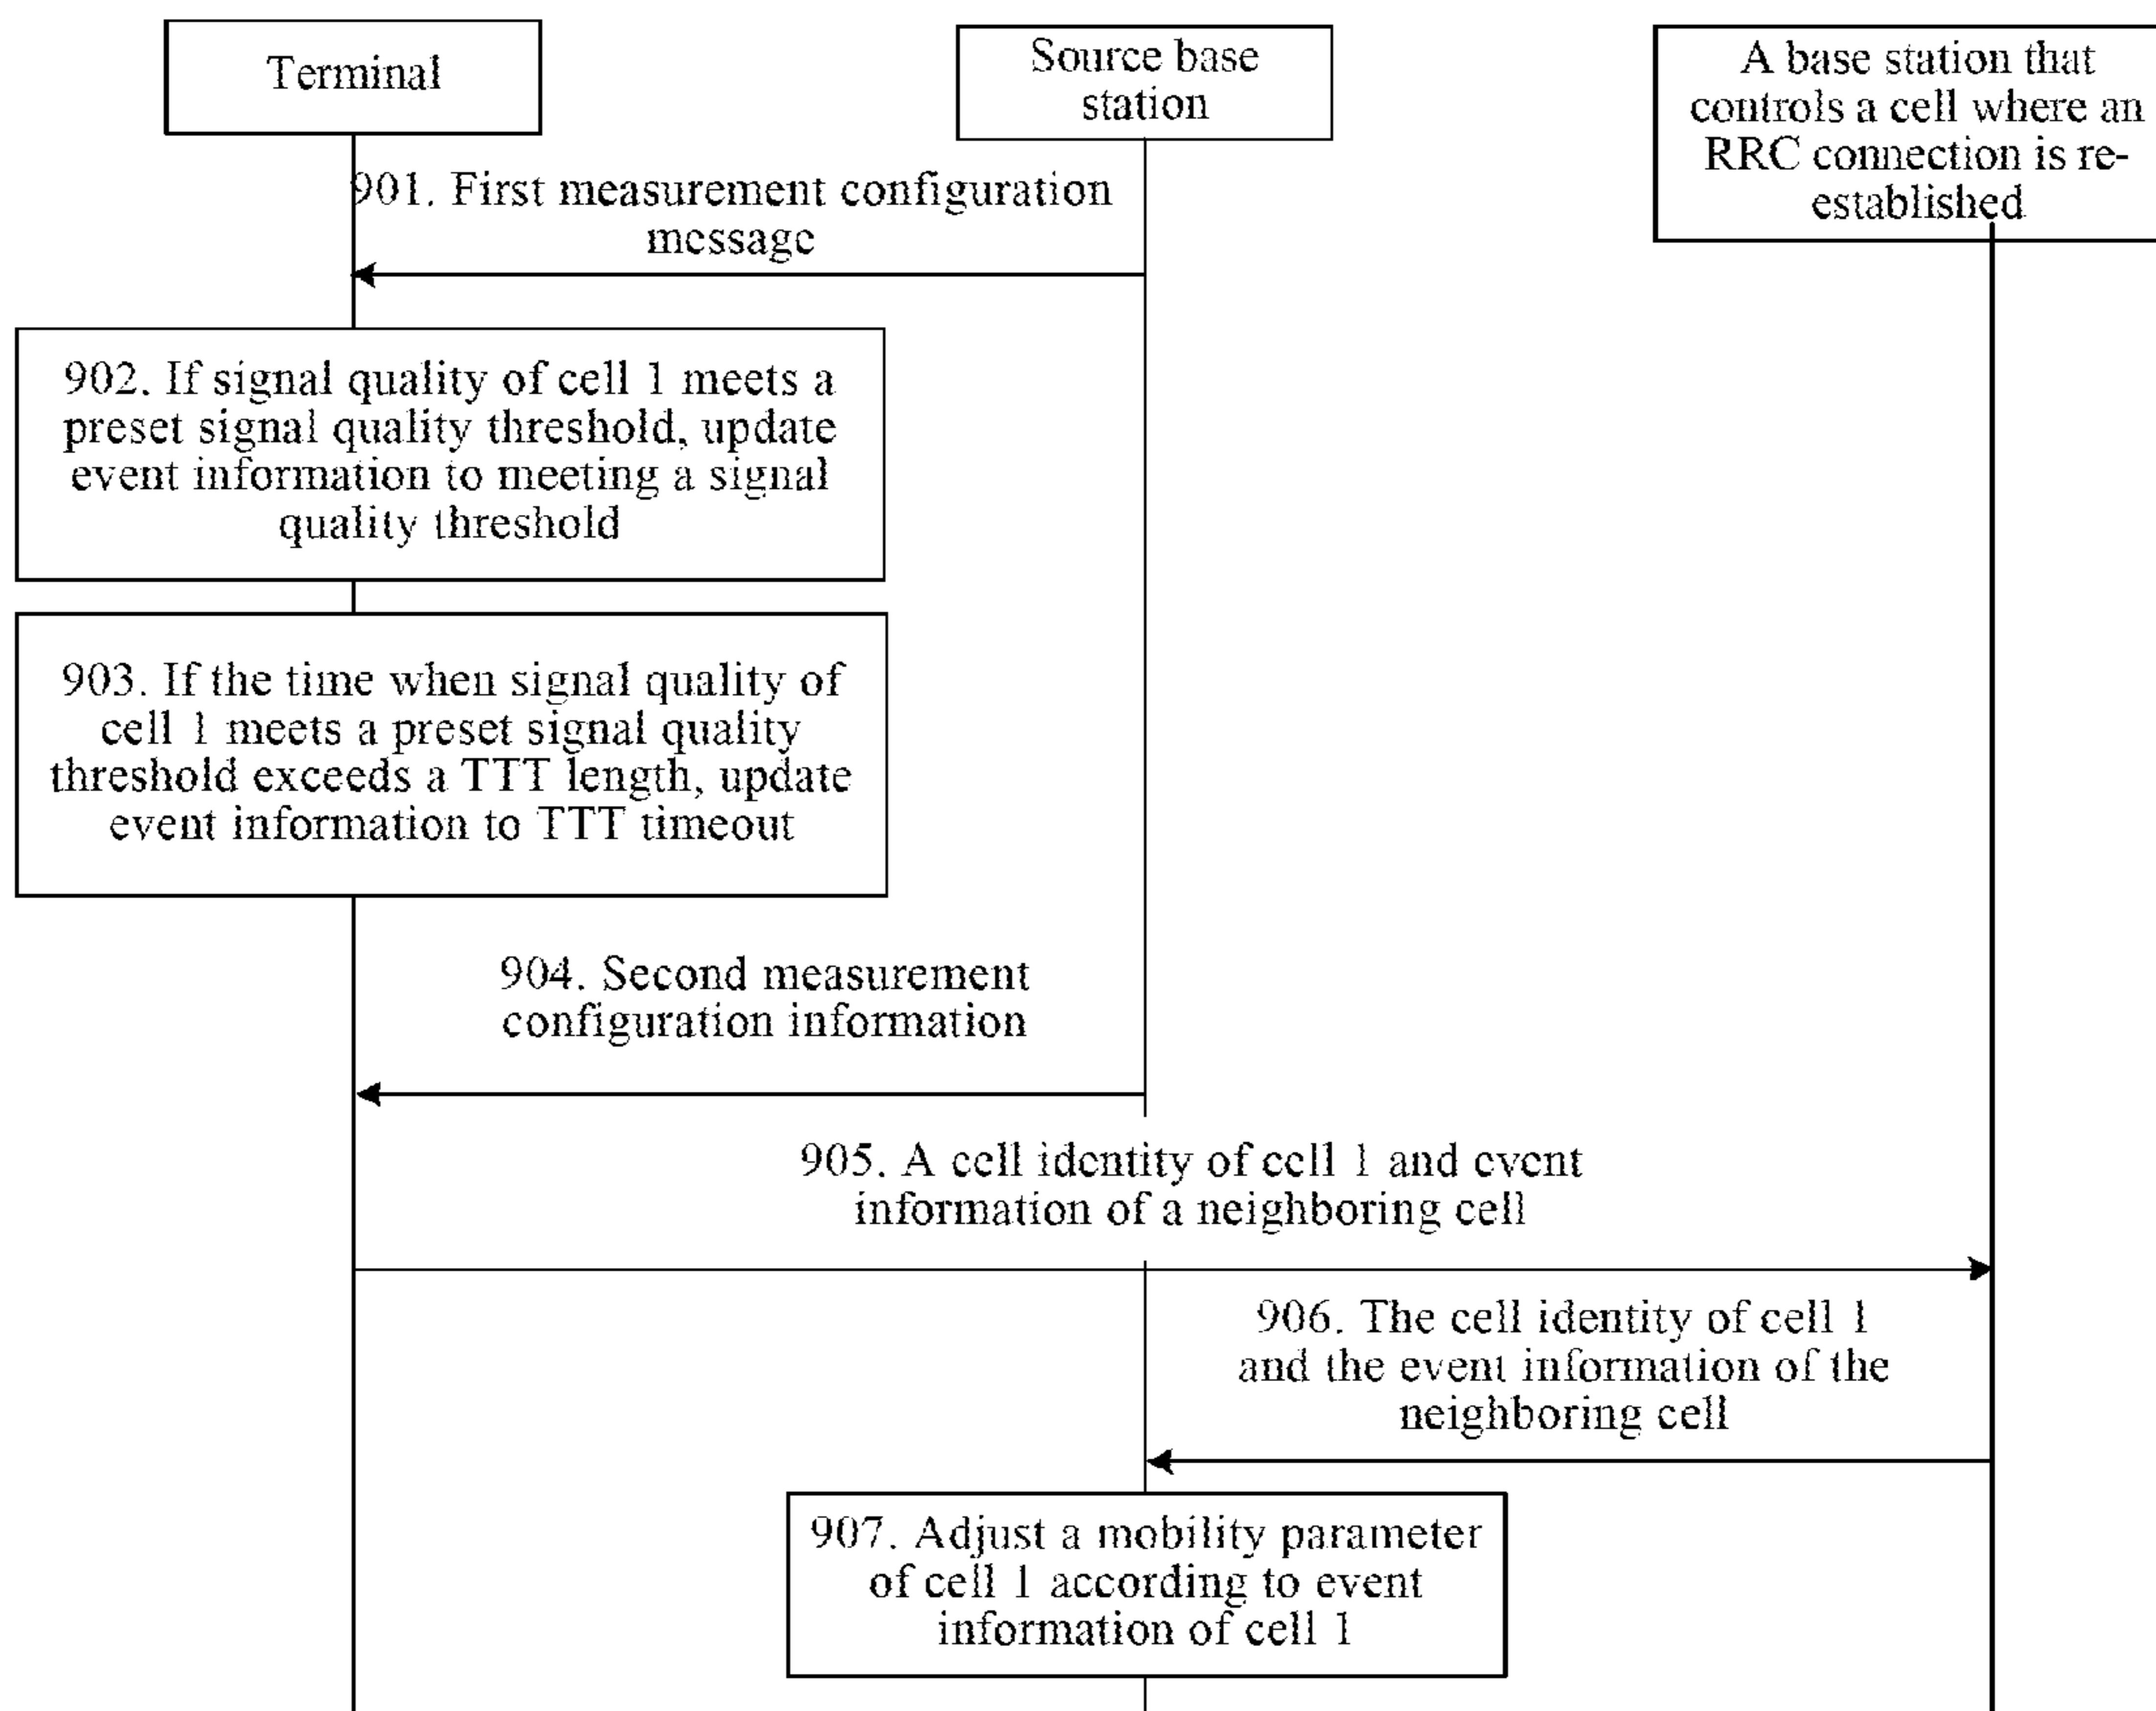 Terminal
Source base
station
A base station that
controls a cell where an
RRC connection is re-
established
901. First measurement configuration
message
902. If signal quality of cell 1 meets a
preset signal quality threshold, update
event information to meeting a signal
quality threshold
903. If the time when signal quality of
cell 1 meets a preset signal quality
threshold exceeds a TTT length, update
event information to TTT timeout
904. Second measurement
configuration information
905. A cell identity of cell 1 and event
information of a neighboring cell
906. The cell identity of cell 1
and the event information of the
neighboring cell
907. Adjust a mobility parameter
of cell 1 according to event
information of cell 1